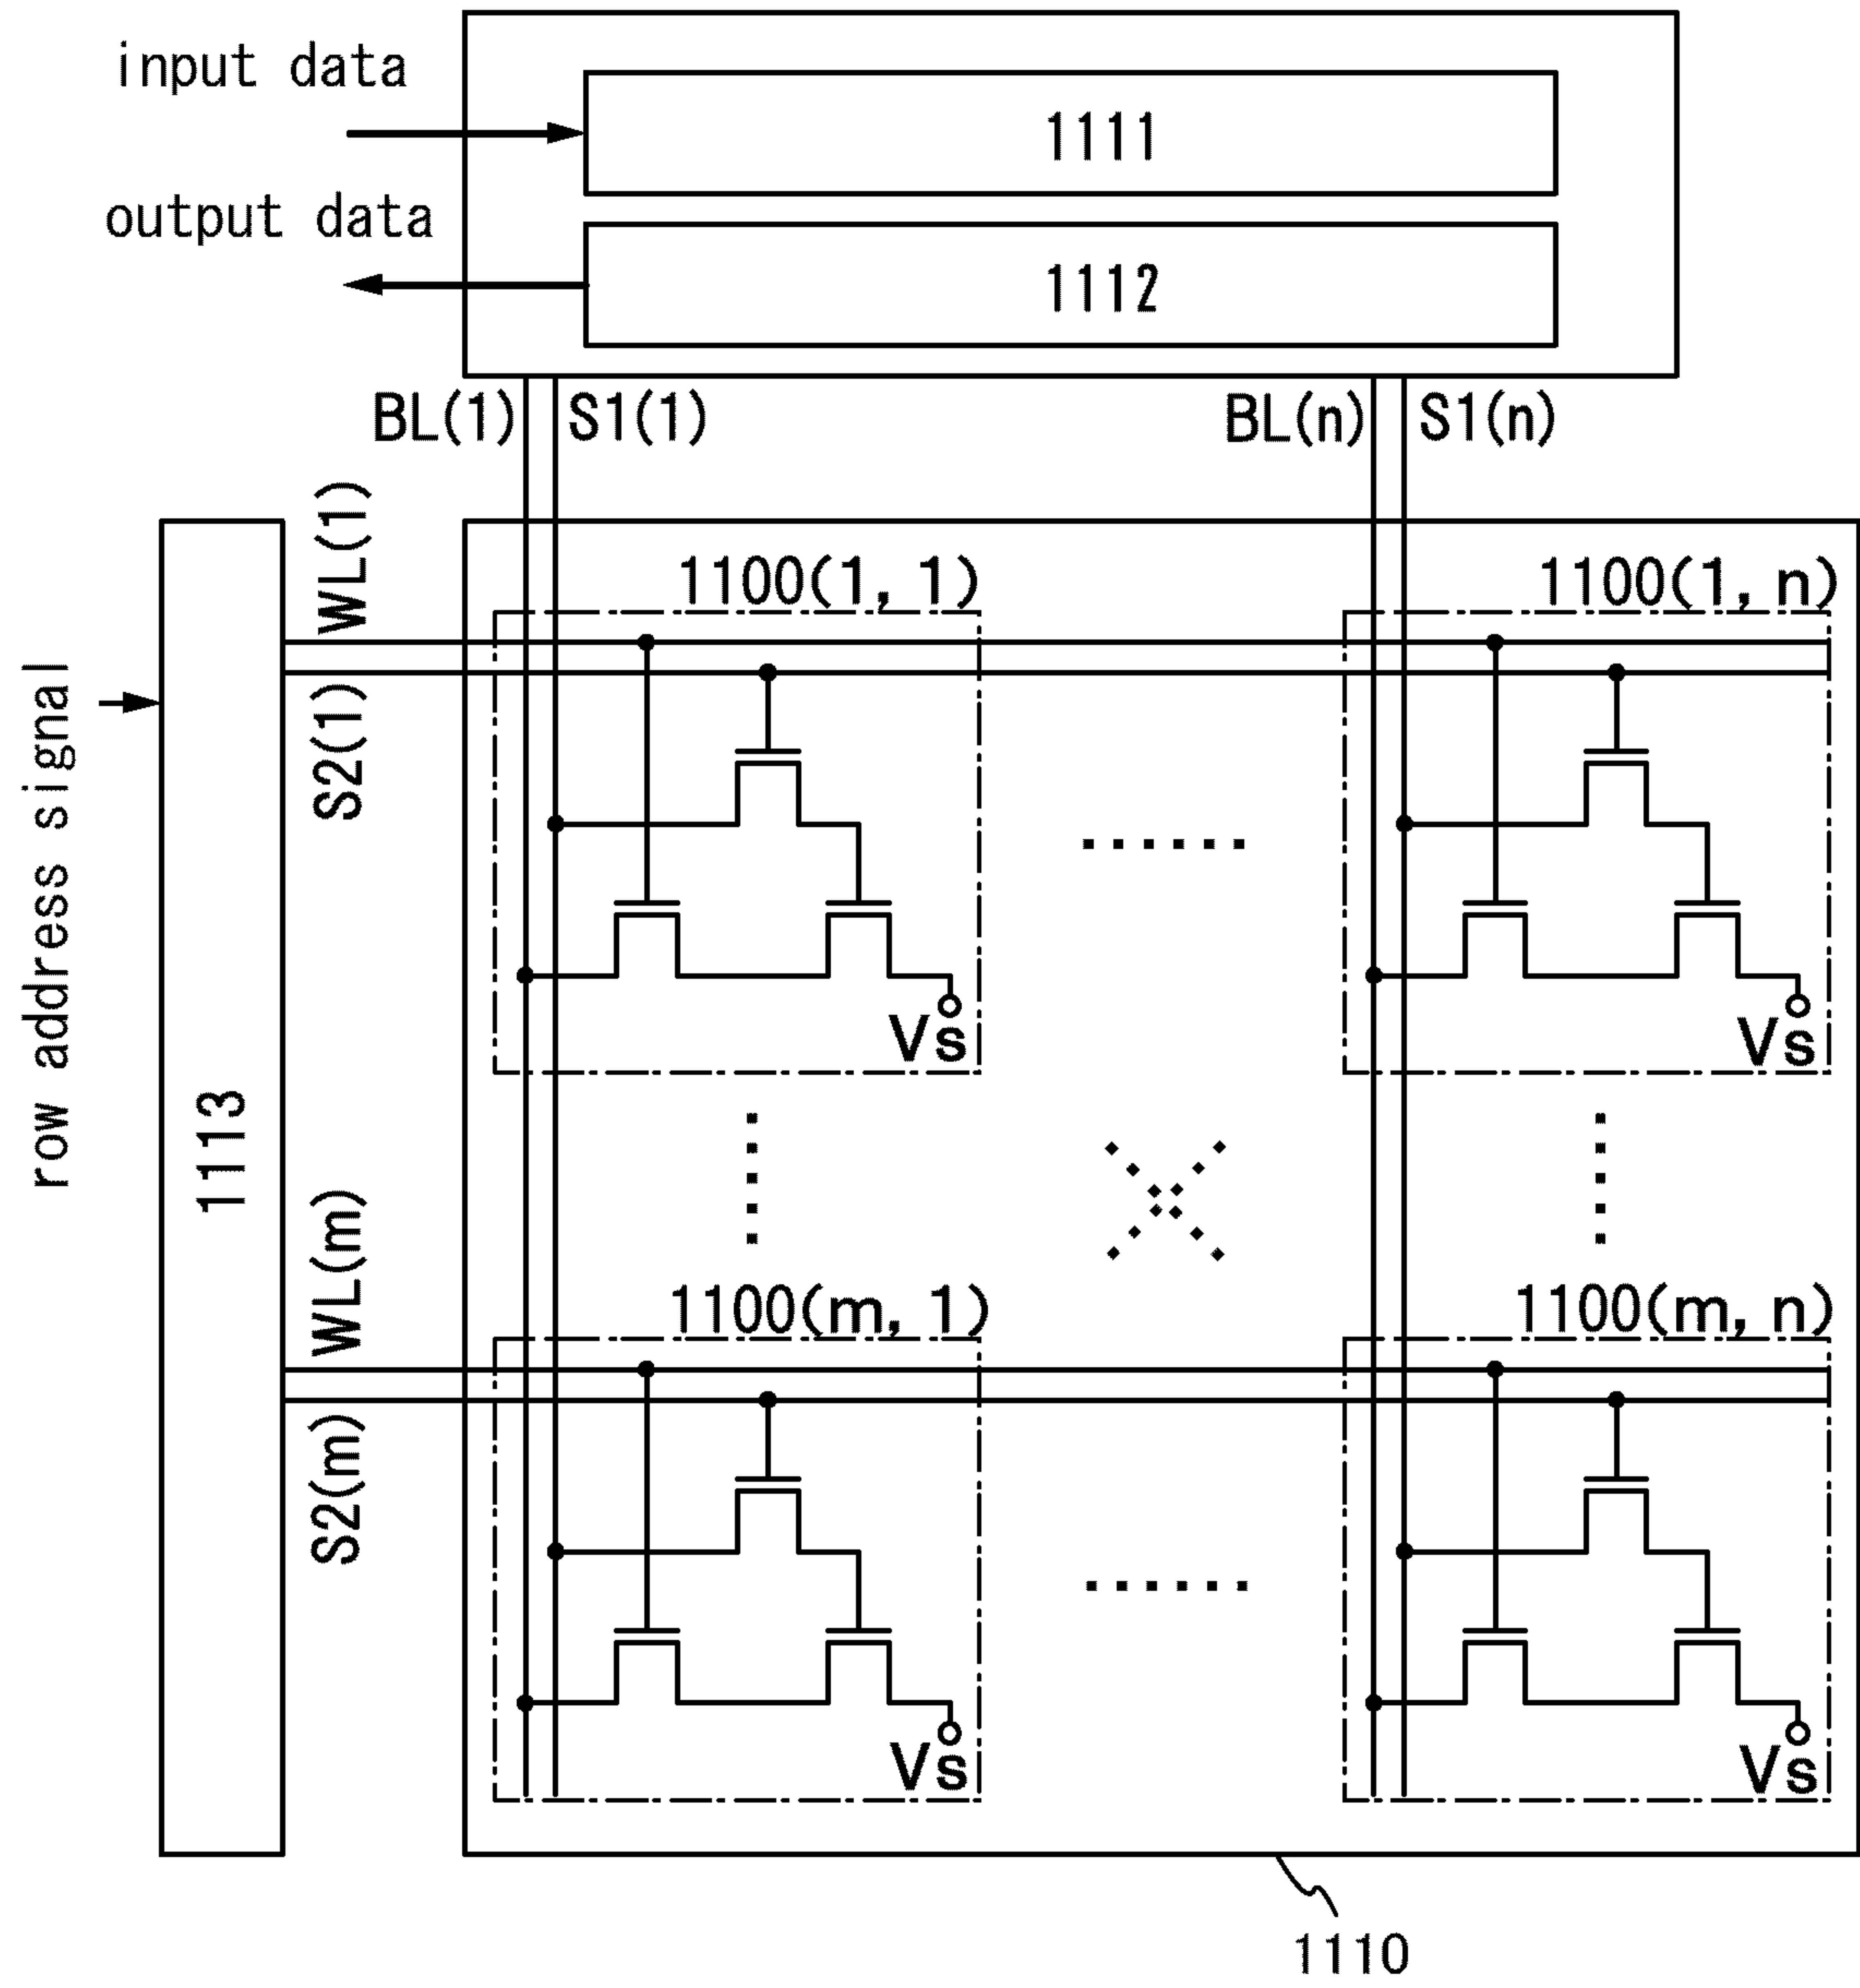 input data
1111
output data
1112
BL(1) S1(1) BL(n) S1(n)
WL(1)
1100(1, 1) 1100(1, n)
S2(1)
row address signal
Vs Vs
1113
WL(m)
1100(m, 1) 1100(m, n)
S2(m)
Vs Vs
1110